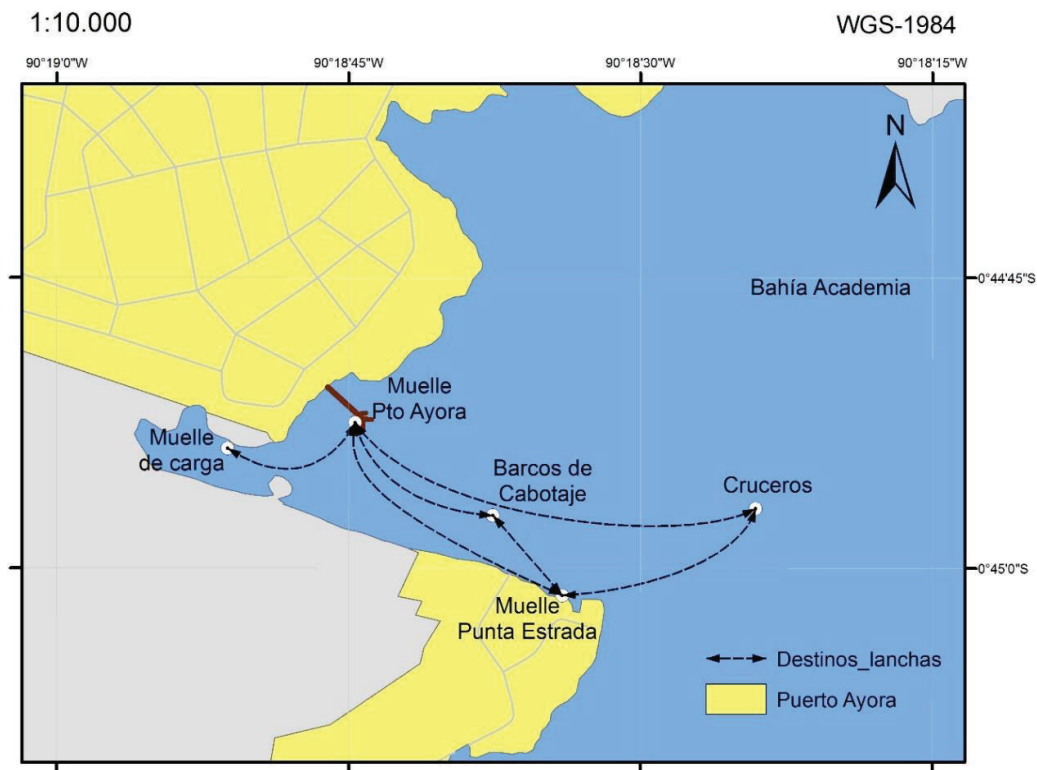 1:10.000
WGS-1984
90°19'0"W
90°18'45"W
90°18'30"W
90°18'15"W
N
0°44'45"S
Bahía Academia
Muelle
Pto Ayora
Muelle
de carga
Barcos de
Cabotaje
Cruceros
0°45'0"S
Muelle
Punta Estrada
Destinos_lanchas
Puerto Ayora